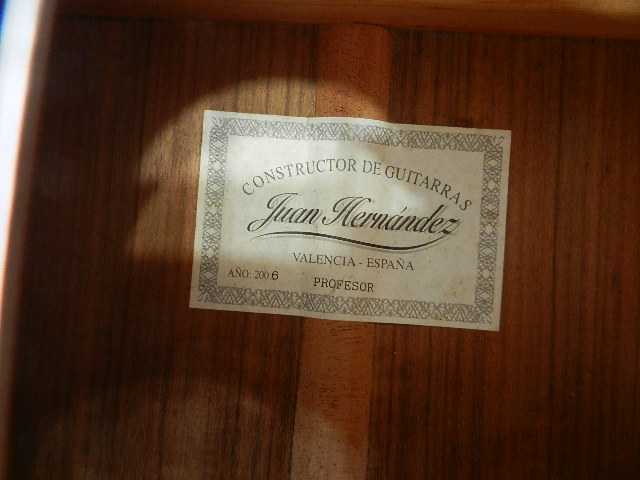 CONSTRUCTOR DE GUITARRAS
Juan Hernández
VALENCIA - ESPAÑA
AÑO: 2006
PROFESOR